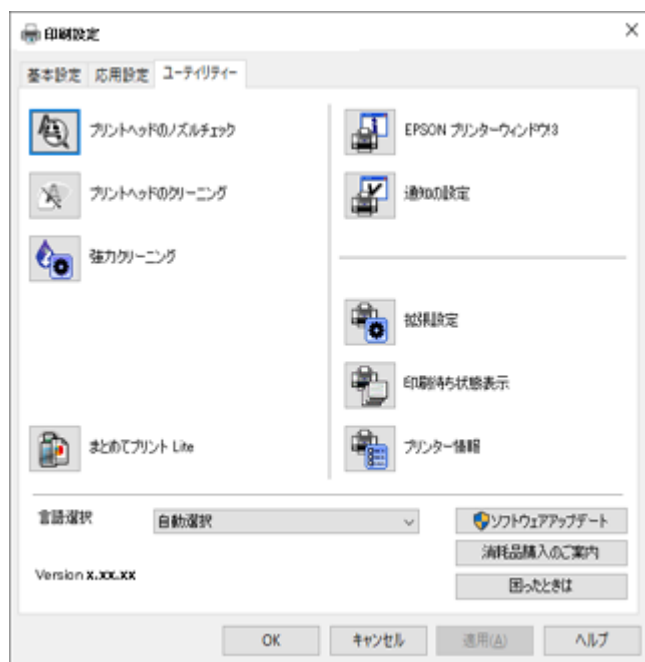 印刷設定
基本設定 応用設定 ユーティリティー
プリントヘッドのノズルチェック
プリントヘッドのクリーニング
強力クリーニング
まとめてプリント Lite
EPSON プリンターウィンドウ!3
通知の設定
拡張設定
印刷待ち状態表示
プリンター情報
言語選択 自動選択
Version x.xx.xx
ソフトウェアアップデート
消耗品購入のご案内
困ったときは
OK キャンセル 適用(A) ヘルプ